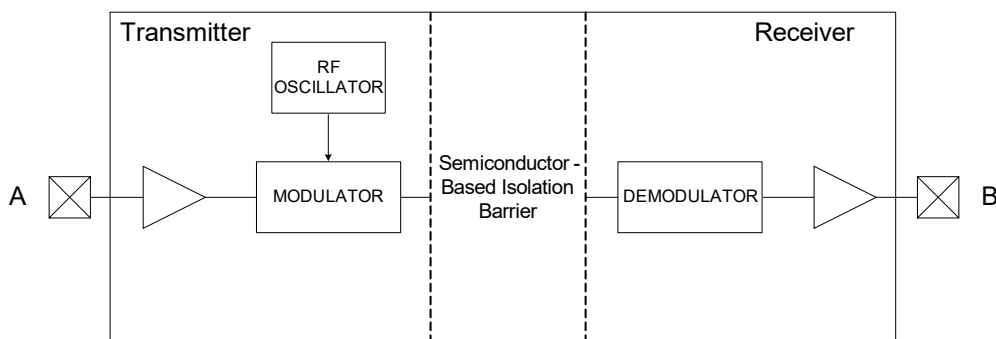 Transmitter
Receiver
RF
OSCILLATOR
A
MODULATOR
Semiconductor -
Based Isolation
Barrier
DEMODULATOR
B